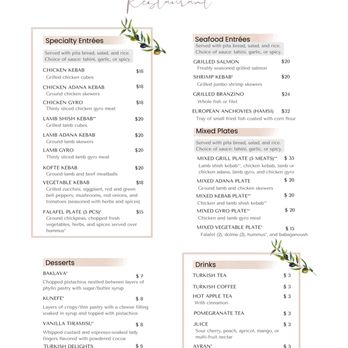 Restaurant
Specialty Entrées
Served with pita bread, salad, and rice.
Choice of sauce: tahini, garlic, or spicy.
CHICKEN KEBAB $18
Grilled chicken cubes
CHICKEN ADANA KEBAB $18
Ground chicken skewers
CHICKEN GYRO $18
Thinly sliced chicken gyro meat
LAMB SHISH KEBAB** $20
Grilled lamb cubes
LAMB ADANA KEBAB $20
Ground lamb skewers
LAMB GYRO $20
Thinly sliced lamb gyro meat
KOFTE KEBAB $20
Ground lamb and beef meatballs
VEGETABLE KEBAB $18
Grilled zucchini, eggplant, red and green
bell peppers, mushrooms, red onions, and
tomatoes (seasoned with herbs and spices)
FALAFEL PLATE (5 PCS)* $15
Ground chickpeas, chopped fresh
vegetables, herbs, and spices served over
hummus*
Seafood Entrées
Served with pita bread, salad, and rice.
Choice of sauce: tahini, garlic, or spicy.
GRILLED SALMON $20
Freshly seasoned grilled salmon
SHRIMP KEBAB* $20
Grilled jumbo shrimp skewers
GRILLED BRANZINO $24
Whole fish or filet
EUROPEAN ANCHOVIES (HAMSI) $22
Tray of small fried fish coated with corn flour
Mixed Plates
Served with pita bread, salad, and rice.
Choice of sauce: tahini, garlic, or spicy.
MIXED GRILL PLATE (3 MEATS)** $ 35
Lamb shish kebab**, chicken kebab, lamb or
chicken adana, lamb gyro, and chicken gyro
MIXED ADANA PLATE $ 20
Ground lamb and chicken skewers
MIXED KEBAB PLATE** $ 20
Lamb shish kebab** and chicken kebab
MIXED GYRO PLATE** $ 20
Chicken and lamb gyro meat
MIXED VEGETABLE PLATE* $ 15
Falafel (2), dolma (2), hummus*, and babaganoush
Desserts
BAKLAVA* $ 7
Chopped pistachio nestled between layers of
phyllo pastry with sugar/butter syrup
KUNEFE* $ 8
Layers of crispy/thin pastry with a cheese filling
soaked in syrup and topped with pistachio
VANILLA TIRAMISU* $ 8
Whipped custard and espresso-soaked lady
fingers flavored with powdered cocoa
TURKISH DELIGHTS $ 5
Drinks
TURKISH TEA $ 3
TURKISH COFFEE $ 3
HOT APPLE TEA $ 3
With cinnamon
POMEGRANATE TEA $ 3
JUICE $ 3
Sour cherry, peach, apricot, mango, or
multi-fruit nectar
AYRAN* $ 3